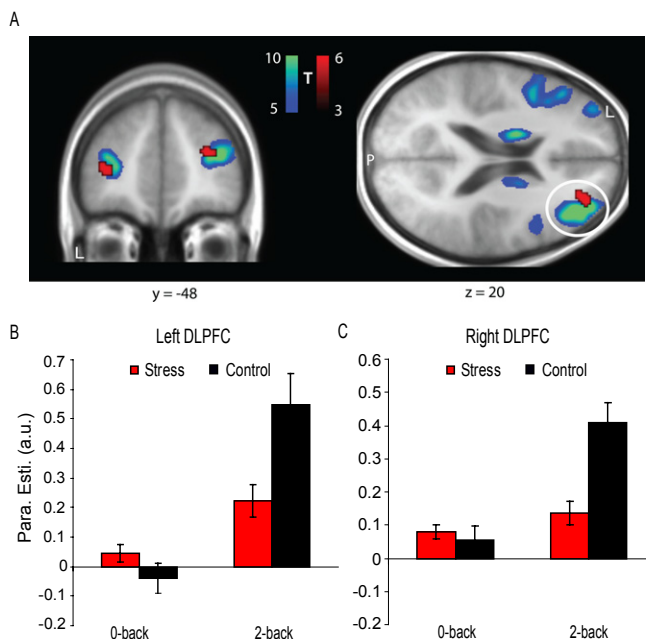 A
10
5
T
6
3
L
P
L
y = -48
z = 20
B
Left DLPFC
Stress
Control
Para. Esti. (a.u.)
0.7
0.6
0.5
0.4
0.3
0.2
0.1
0
-0.1
-0.2
0-back
2-back
C
Right DLPFC
Stress
Control
0.6
0.5
0.4
0.3
0.2
0.1
0
-0.1
-0.2
0-back
2-back